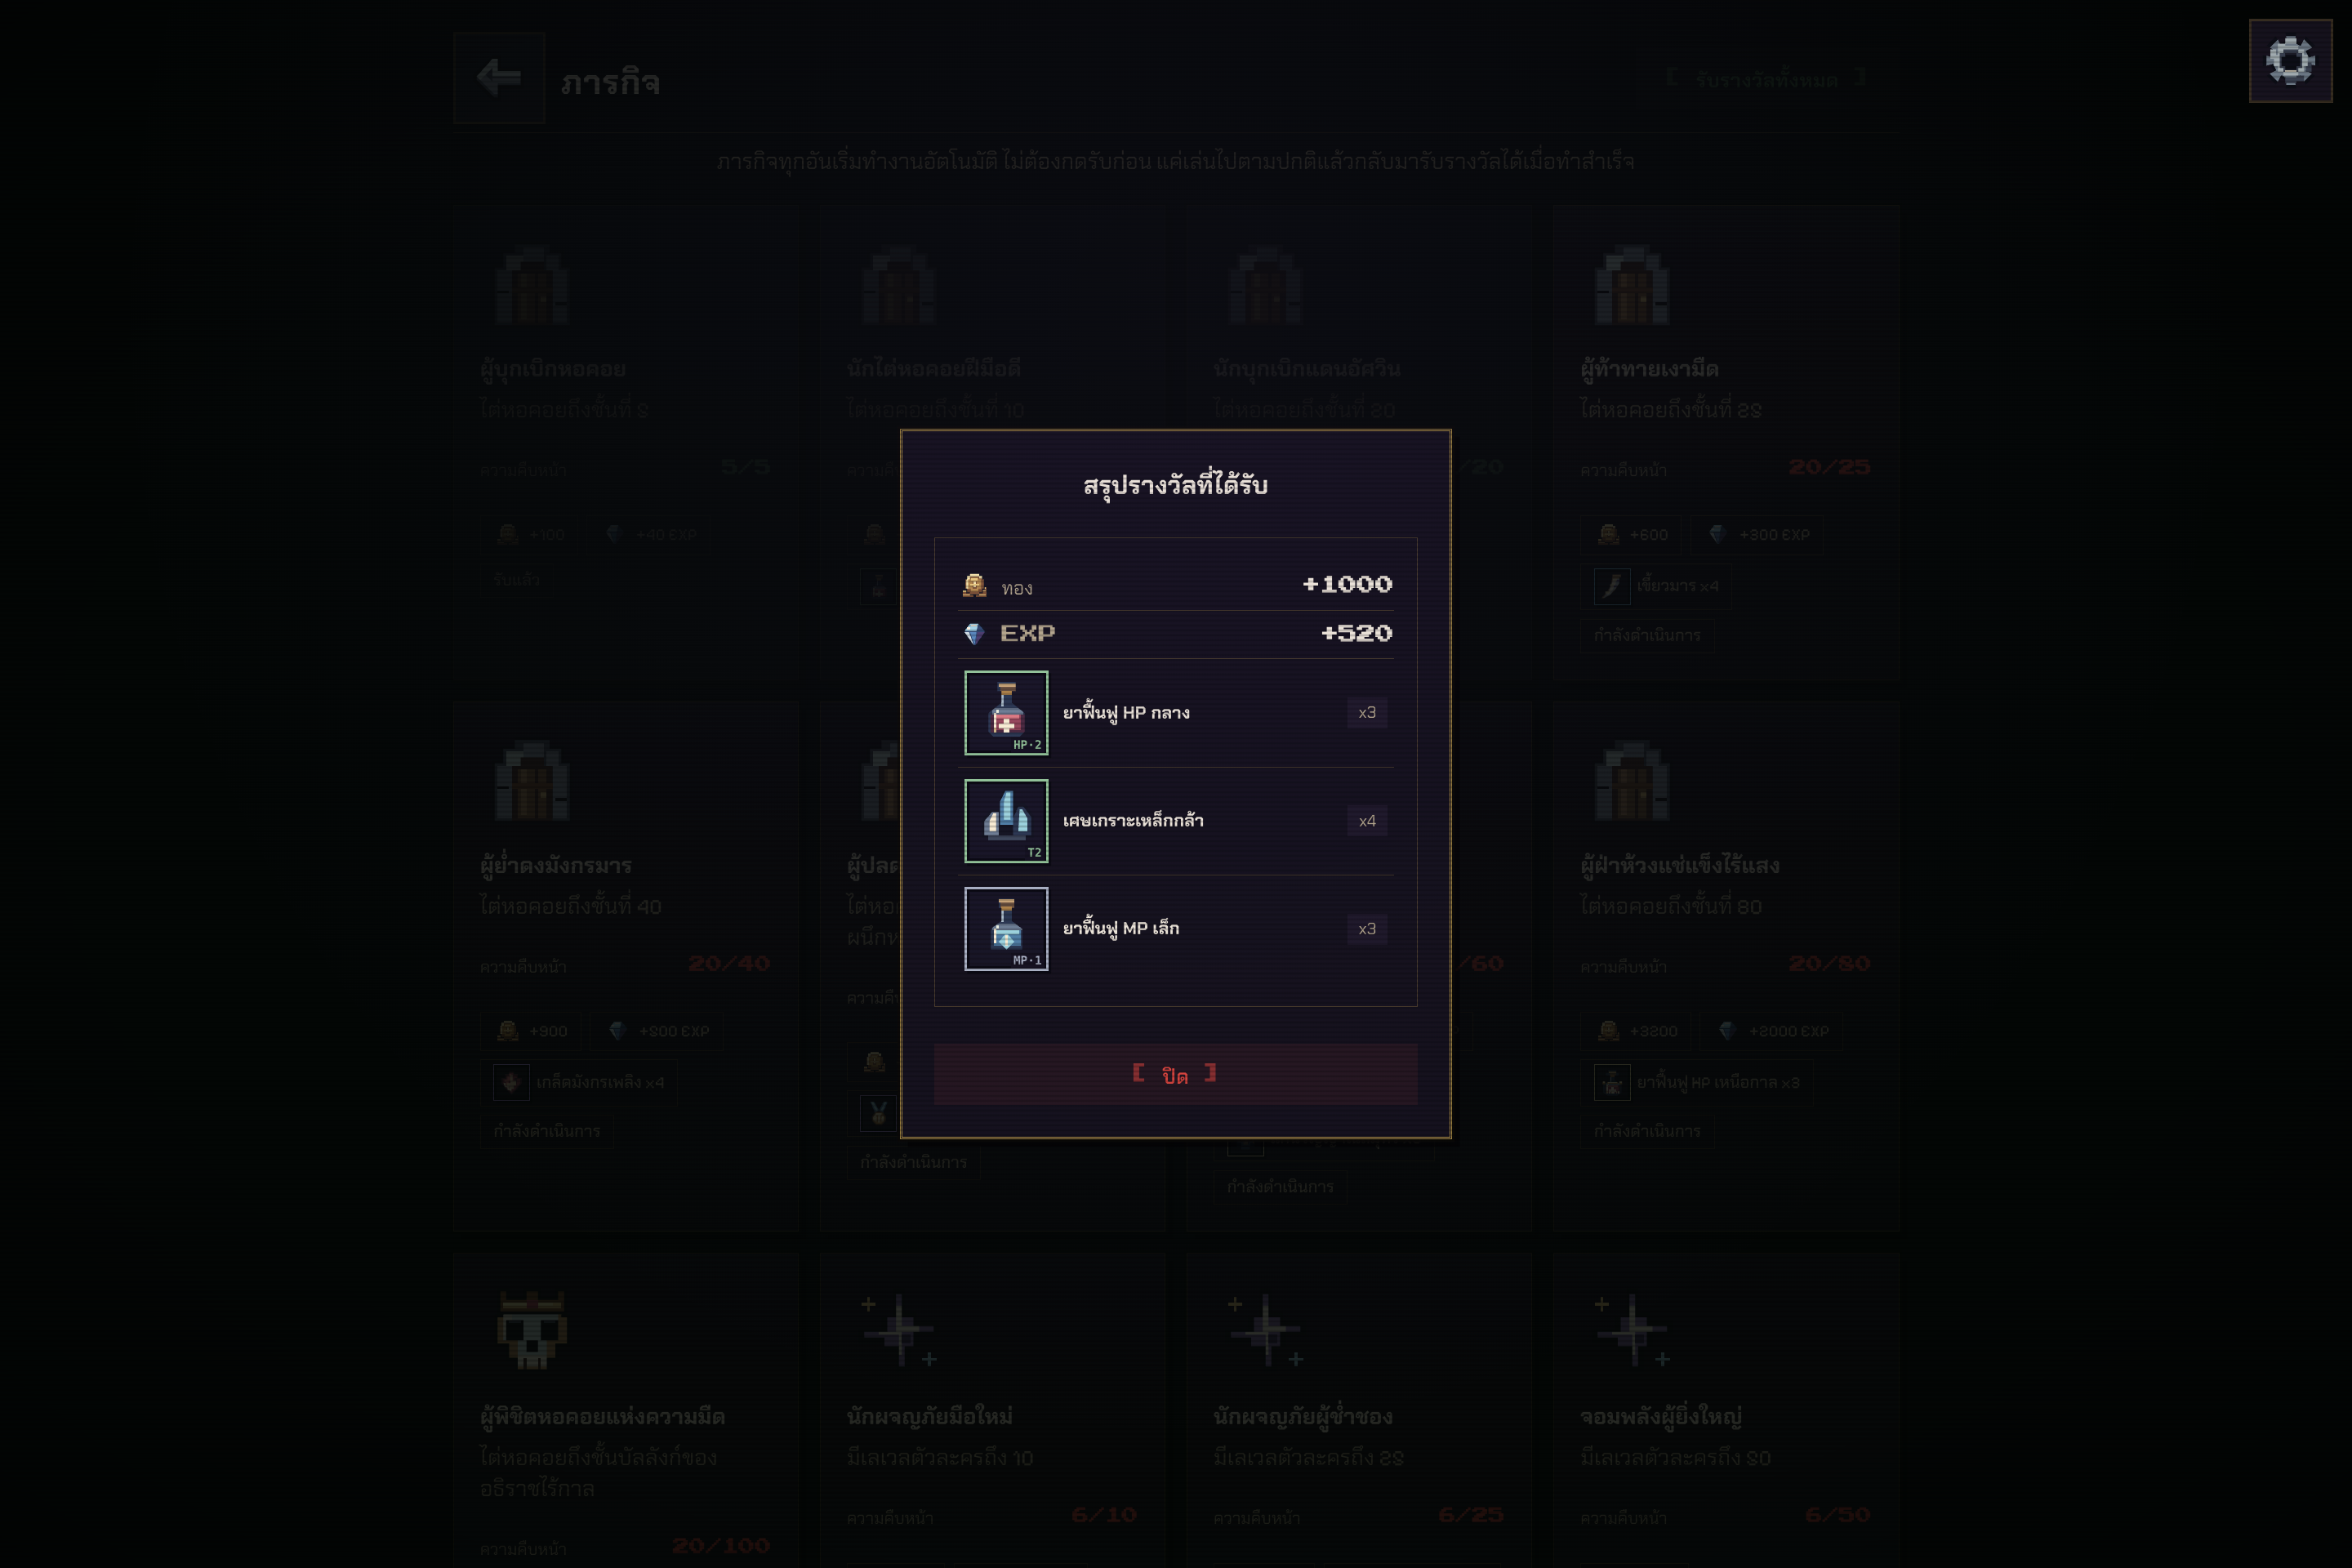 ภารกิจ
[ รับรางวัลทั้งหมด ]
ภารกิจทุกอันเริ่มทำงานอัตโนมัติ ไม่ต้องกดรับก่อน แค่เล่นไปตามปกติแล้วกลับมารับรางวัลได้เมื่อทำสำเร็จ
ผู้บุกเบิกหอคอย
ไต่หอคอยถึงชั้นที่ 5
ความคืบหน้า 5/5
+100 +40 EXP
รับแล้ว
นักไต่หอคอยฝีมือดี
ไต่หอคอยถึงชั้นที่ 10
นักบุกเบิกแดนอัศวิน
ไต่หอคอยถึงชั้นที่ 20
/20
ผู้ท้าทายเงามืด
ไต่หอคอยถึงชั้นที่ 25
ความคืบหน้า 20/25
+600 +300 EXP
เขี้ยวมาร x4
กำลังดำเนินการ
สรุปรางวัลที่ได้รับ
ทอง +1000
EXP +520
HP·2 ยาฟื้นฟู HP กลาง x3
T2 เศษเกราะเหล็กกล้า x4
MP·1 ยาฟื้นฟู MP เล็ก x3
[ ปิด ]
ผู้ย่ำดงมังกรมาร
ไต่หอคอยถึงชั้นที่ 40
ความคืบหน้า 20/40
+900 +500 EXP
เกล็ดมังกรเพลิง x4
กำลังดำเนินการ
ผู้ปลด
ไต่หอค
ผนึกห
ความคื
กำลังดำเนินการ
/60
กำลังดำเนินการ
ผู้ฝ่าห้วงแช่แข็งไร้แสง
ไต่หอคอยถึงชั้นที่ 80
ความคืบหน้า 20/80
+3200 +2000 EXP
ยาฟื้นฟู HP เหนือกาล x3
กำลังดำเนินการ
ผู้พิชิตหอคอยแห่งความมืด
ไต่หอคอยถึงชั้นบัลลังก์ของ
อธิราชไร้กาล
ความคืบหน้า 20/100
นักผจญภัยมือใหม่
มีเลเวลตัวละครถึง 10
ความคืบหน้า 6/10
นักผจญภัยผู้ช่ำชอง
มีเลเวลตัวละครถึง 25
ความคืบหน้า 6/25
จอมพลังผู้ยิ่งใหญ่
มีเลเวลตัวละครถึง 50
ความคืบหน้า 6/50